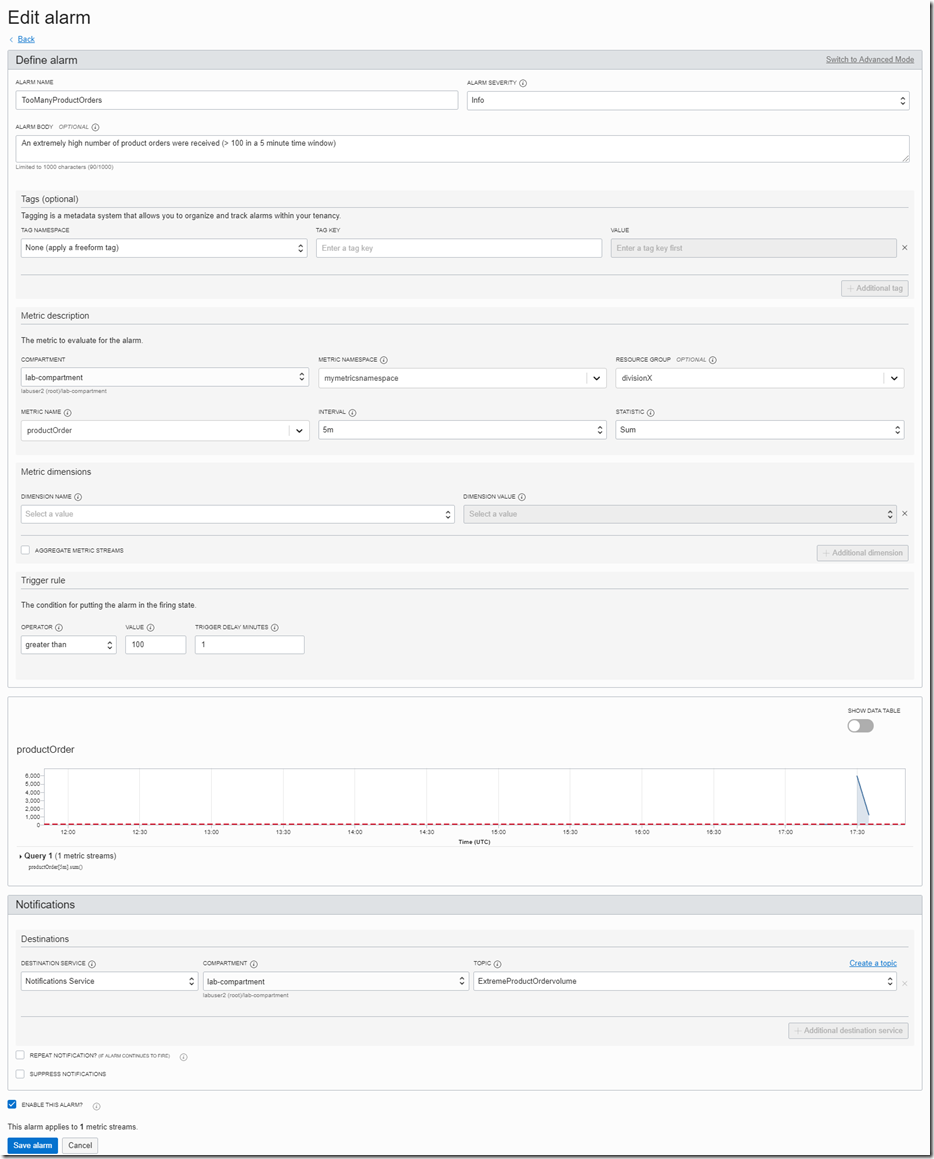 Edit alarm
‹ Back
Define alarm
Switch to Advanced Mode
ALARM NAME
ALARM SEVERITY
TooManyProductOrders
Info
ALARM BODY OPTIONAL
An extremely high number of product orders were received (> 100 in a 5 minute time window)
Limited to 1000 characters (90/1000)
Tags (optional)
Tagging is a metadata system that allows you to organize and track alarms within your tenancy.
TAG NAMESPACE
TAG KEY
VALUE
None (apply a freeform tag)
Enter a tag key
Enter a tag key first
+ Additional tag
Metric description
The metric to evaluate for the alarm.
COMPARTMENT
METRIC NAMESPACE
RESOURCE GROUP OPTIONAL
lab-compartment
mymetricsnamespace
divisionX
labuser2 (root)/lab-compartment
METRIC NAME
INTERVAL
STATISTIC
productOrder
5m
Sum
Metric dimensions
DIMENSION NAME
DIMENSION VALUE
Select a value
Select a value
AGGREGATE METRIC STREAMS
+ Additional dimension
Trigger rule
The condition for putting the alarm in the firing state.
OPERATOR
VALUE
TRIGGER DELAY MINUTES
greater than
100
1
SHOW DATA TABLE
productOrder
6,000
5,000
4,000
3,000
2,000
1,000
0
12:00 12:30 13:00 13:30 14:00 14:30 15:00 15:30 16:00 16:30 17:00 17:30
Time (UTC)
Query 1 (1 metric streams)
productOrder[5m].sum()
Notifications
Destinations
DESTINATION SERVICE
COMPARTMENT
TOPIC
Create a topic
Notifications Service
lab-compartment
ExtremeProductOrdervolume
labuser2 (root)/lab-compartment
+ Additional destination service
REPEAT NOTIFICATION? (IF ALARM CONTINUES TO FIRE)
SUPPRESS NOTIFICATIONS
ENABLE THIS ALARM?
This alarm applies to 1 metric streams.
Save alarm
Cancel